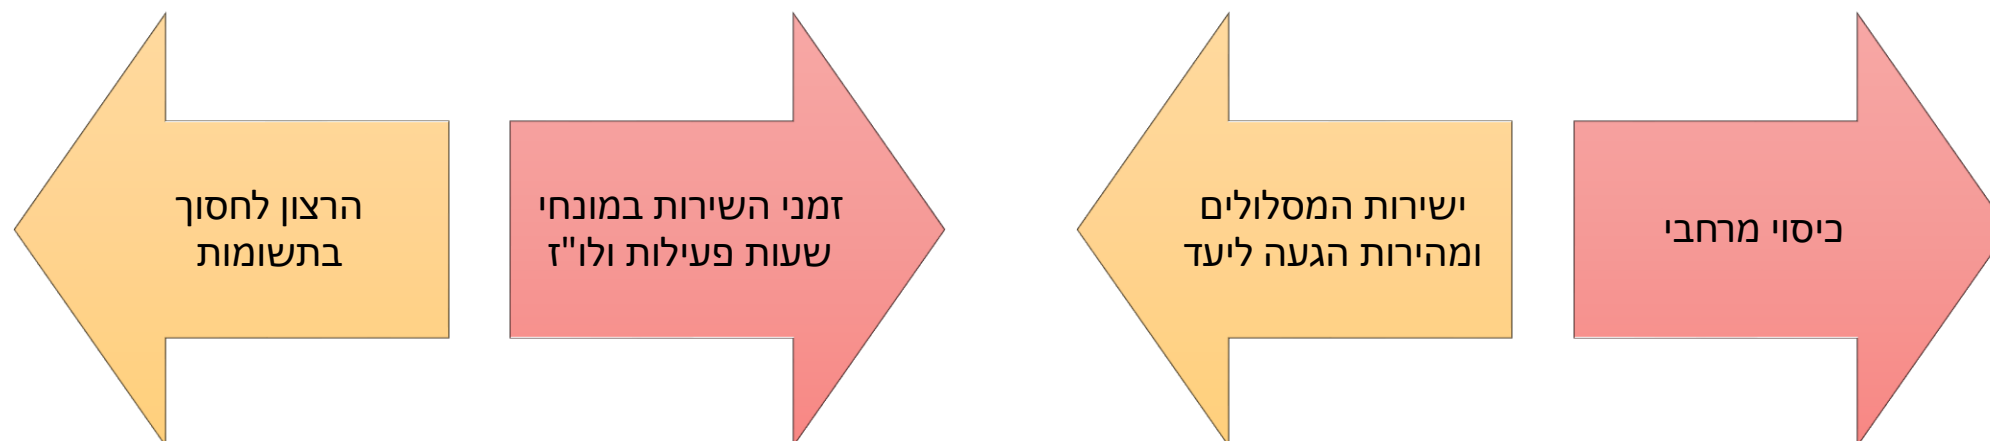 כיסוי מרחבי
ישירות המסלולים
ומהירות הגעה ליעד
זמני השירות במונחי
שעות פעילות ולו"ז
הרצון לחסוך
בתשומות